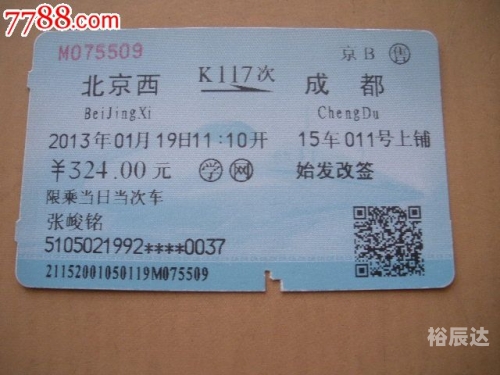 7788.com
M075509 京B 售
北京西 K117次 成都
BeiJingXi ChengDu
2013年01月19日11:10开 15车011号上铺
¥324.00元 学 网 始发改签
限乘当日当次车
张峻铭
5105021992****0037
21152001050119M075509
裕辰达